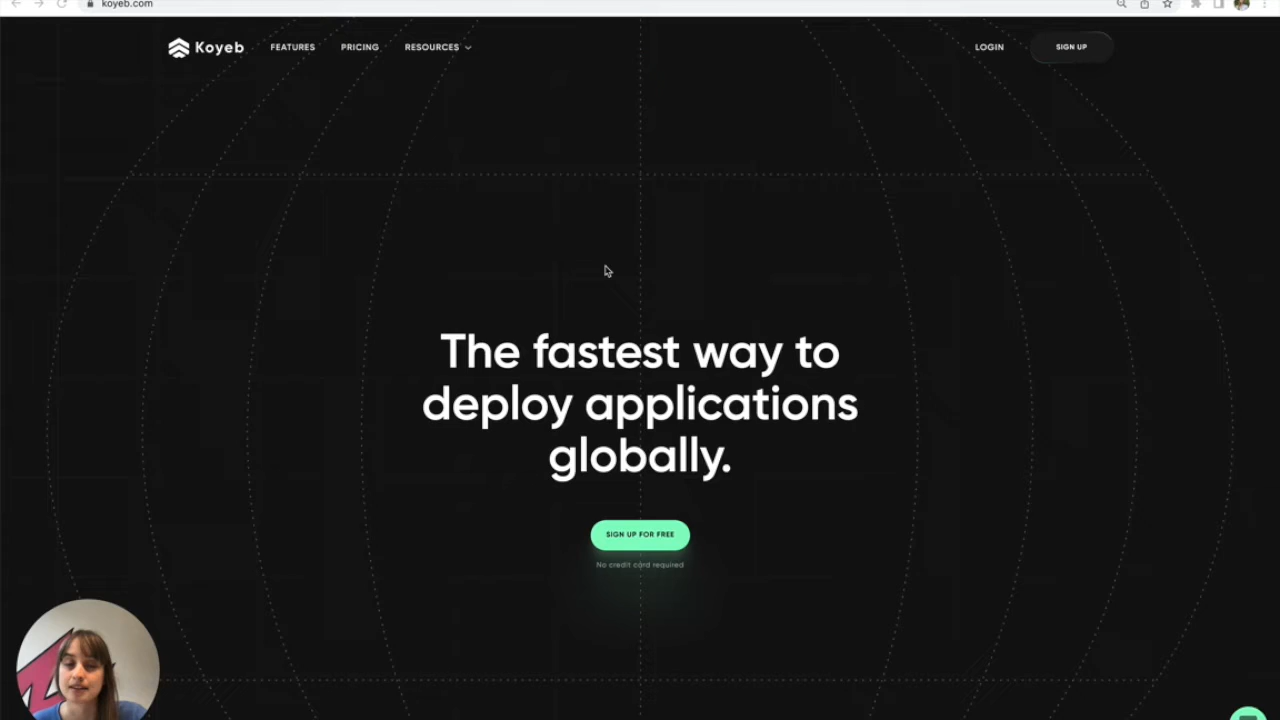 koyeb.com
Koyeb
FEATURES
PRICING
RESOURCES
LOGIN
SIGN UP
The fastest way to
deploy applications
globally.
SIGN UP FOR FREE
No credit card required